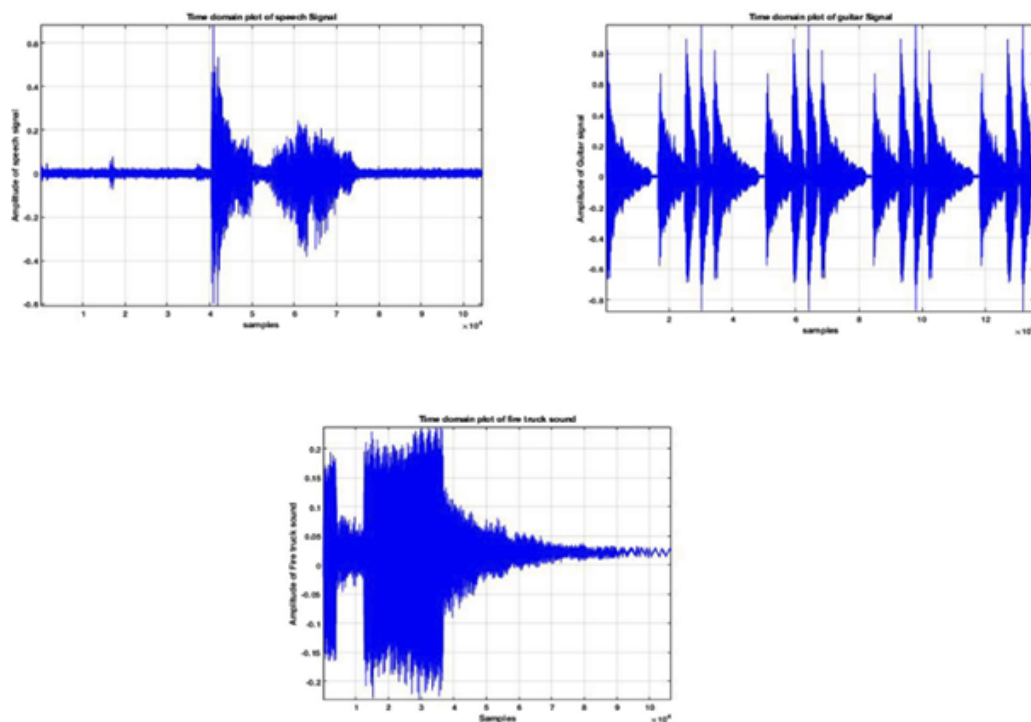 Time domain plot of speech Signal
Amplitude of speech signal
0.6
0.4
0.2
0
-0.2
-0.4
-0.6
1 2 3 4 5 6 7 8 9 10
samples
Time domain plot of guitar Signal
Amplitude of Guitar signal
0.8
0.6
0.4
0.2
0
-0.2
-0.4
-0.6
-0.8
2 4 6 8 10 12
samples
Time domain plot of fire truck sound
Amplitude of Fire truck sound
0.2
0.15
0.1
0.05
0
-0.05
-0.1
-0.15
-0.2
1 2 3 4 5 6 7 8 9 10
Samples